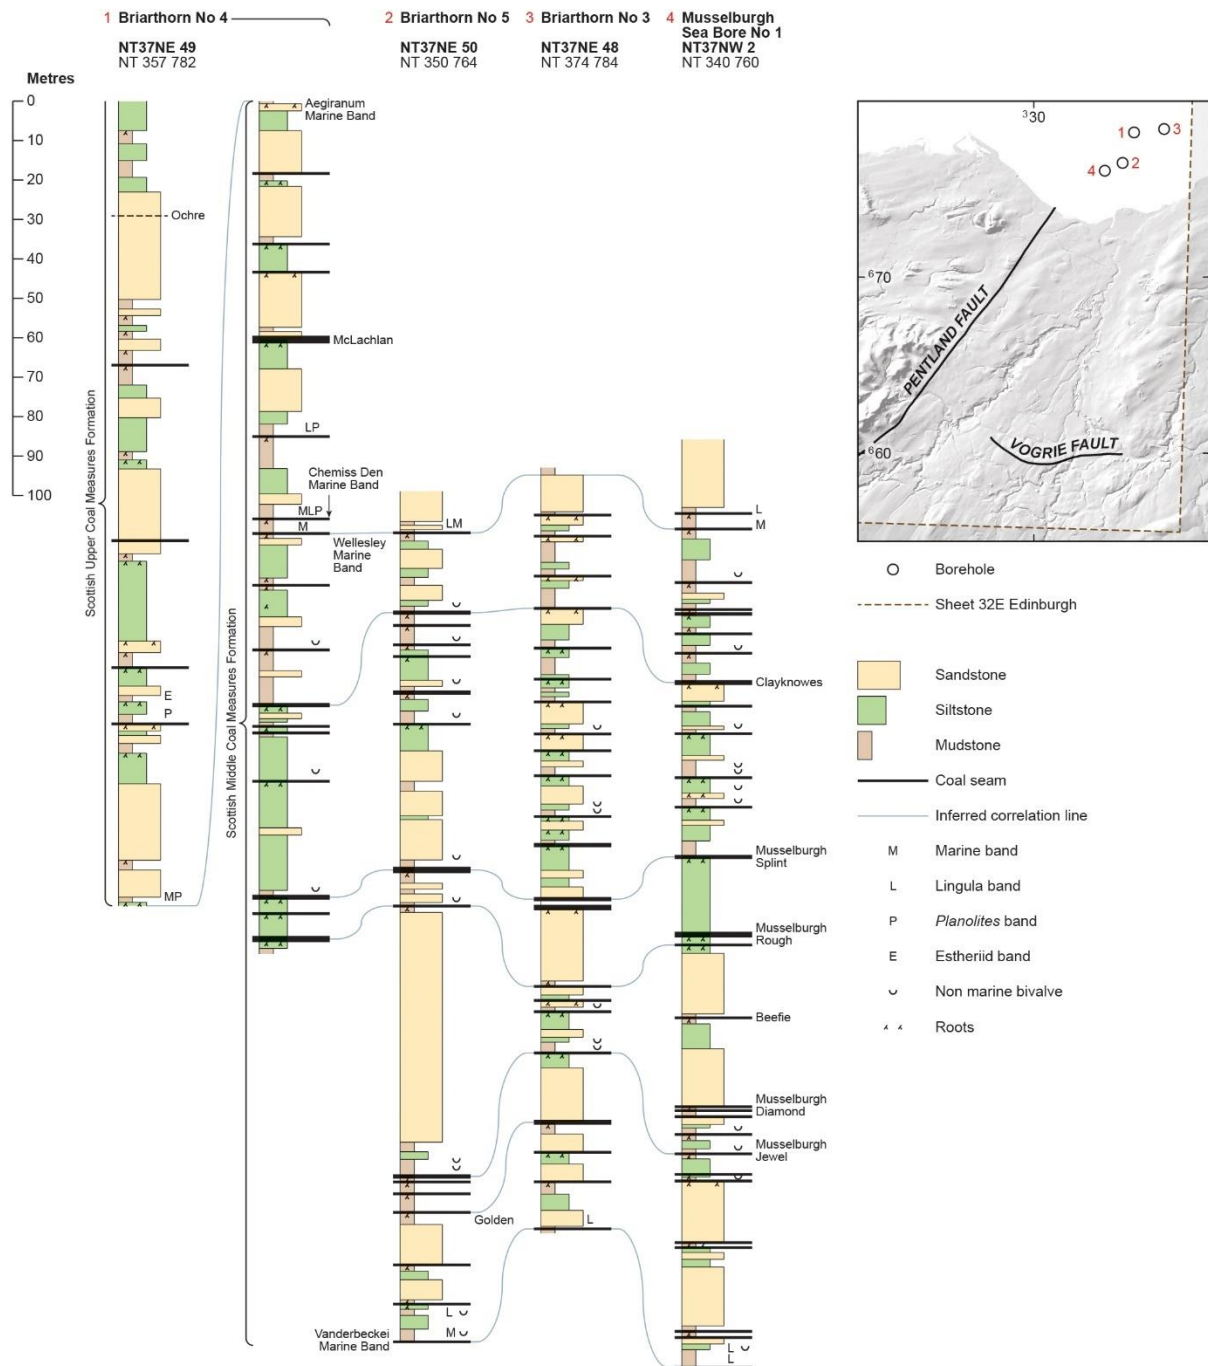 1 Briarthorn No 4
NT37NE 49
NT 357 782
2 Briarthorn No 5
NT37NE 50
NT 350 764
3 Briarthorn No 3
NT37NE 48
NT 374 784
4 Musselburgh
Sea Bore No 1
NT37NW 2
NT 340 760
Metres
0
10
20
30
40
50
60
70
80
90
100
Scottish Upper Coal Measures Formation
Ochre
E
P
MP
Scottish Middle Coal Measures Formation
Aegiranum
Marine Band
McLachlan
LP
Chemiss Den
Marine Band
MLP
M
Wellesley
Marine
Band
LM
Golden
L
M
Vanderbeckei
Marine Band
L
L
M
Clayknowes
Musselburgh
Splint
Musselburgh
Rough
Beefie
Musselburgh
Diamond
Musselburgh
Jewel
L
L
330
1
3
2
4
670
660
PENTLAND FAULT
VOGRIE FAULT
Borehole
Sheet 32E Edinburgh
Sandstone
Siltstone
Mudstone
Coal seam
Inferred correlation line
M Marine band
L Lingula band
P Planolites band
E Estheriid band
Non marine bivalve
Roots